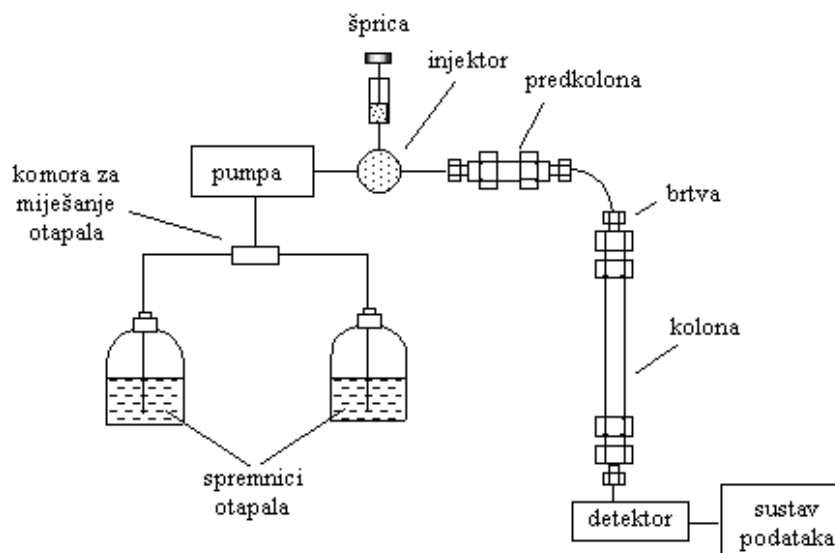 šprica
injektor
predkolona
pumpa
komora za
miješanje
otapala
brtva
kolona
spremnici
otapala
detektor
sustav
podataka